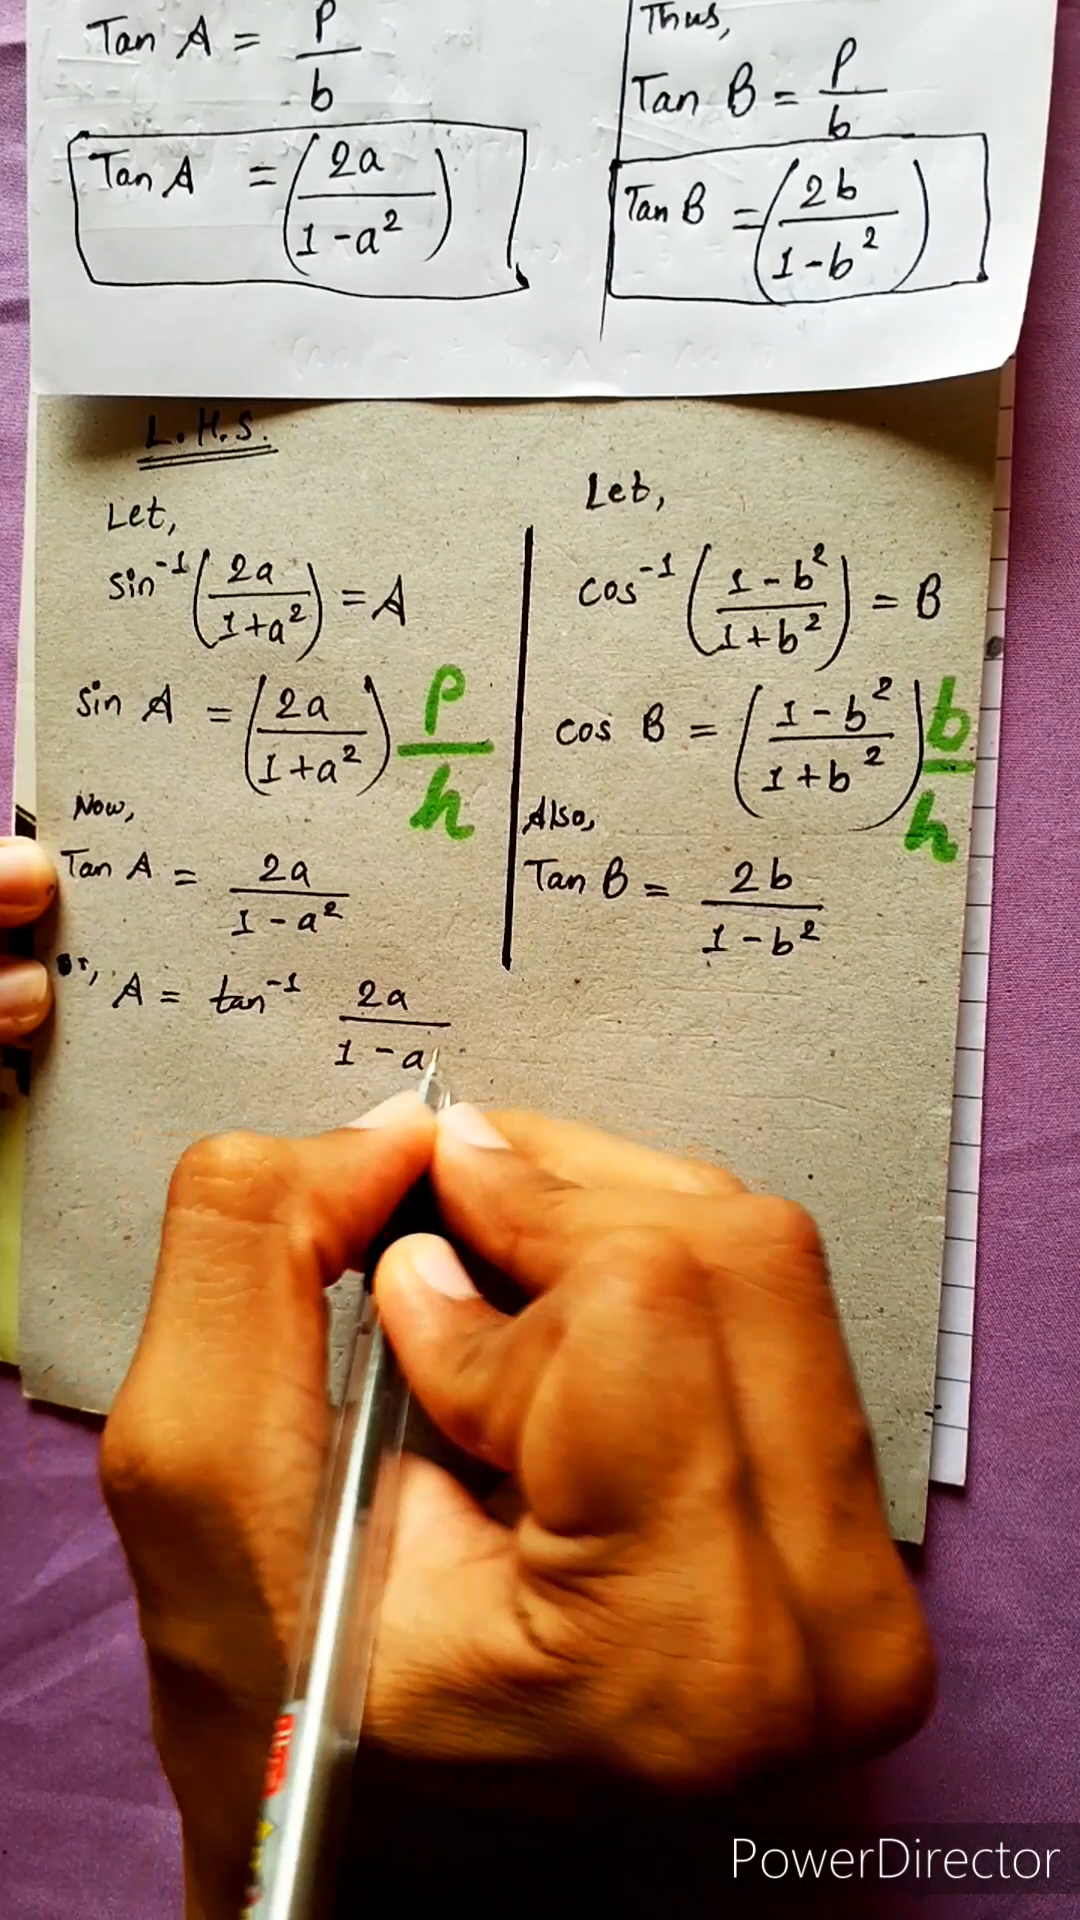 Tan A = p/b
Tan A = (2a/(1-a²))
Thus,
Tan B = p/b
Tan B = (2b/(1-b²))
L.H.S.
Let,
sin⁻¹(2a/(1+a²)) = A
sin A = (2a/(1+a²)) p/h
Now,
Tan A = 2a/(1-a²)
or, A = tan⁻¹ 2a/(1-a
Let,
cos⁻¹((1-b²)/(1+b²)) = B
cos B = ((1-b²)/(1+b²)) b/h
Also,
Tan B = 2b/(1-b²)
PowerDirector